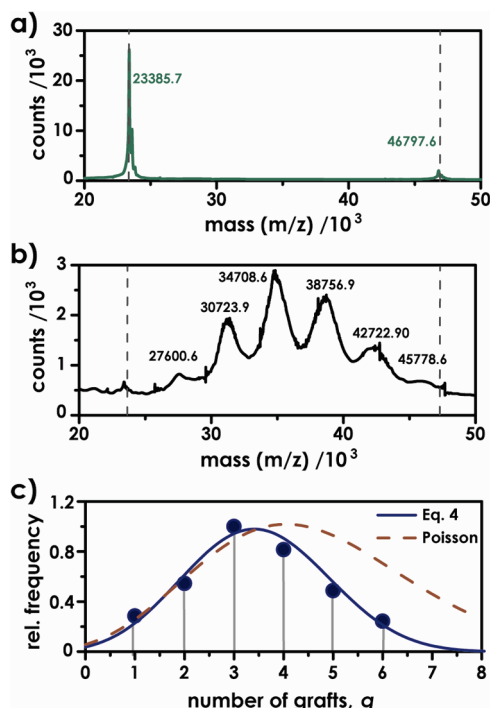 a)
30
20
10
0
counts /10³
23385.7
46797.6
20 30 40 50
mass (m/z) /10³
b)
3
2
1
0
counts /10³
27600.6
30723.9
34708.6
38756.9
42722.90
45778.6
20 30 40 50
mass (m/z) /10³
c)
1.2
0.8
0.4
0
rel. frequency
Eq. 4
Poisson
0 1 2 3 4 5 6 7 8
number of grafts, g